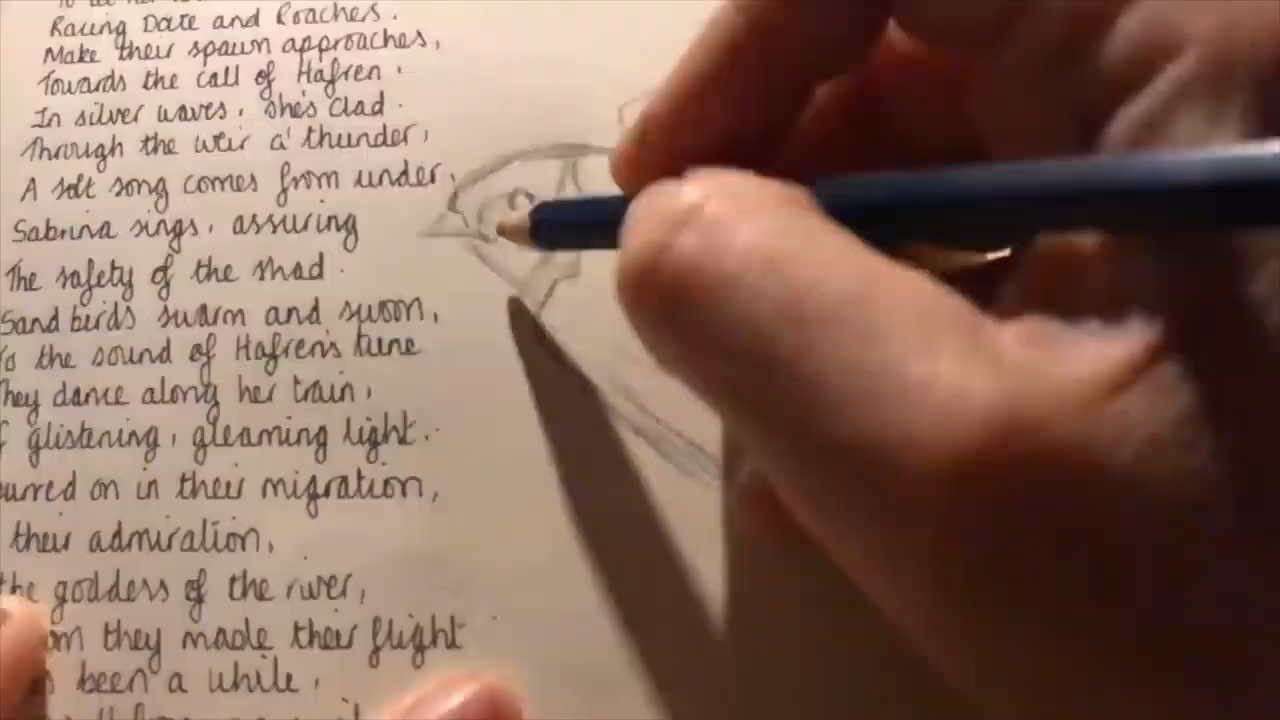 Racing Dace and Roaches.
Make their spawn approaches,
Towards the call of Hafren.
In silver waves, she's clad.
Through the weir a' thunder,
A soft song comes from under,
Sabrina sings, assuring
The safety of the shad.
Sand birds swarm and swoon,
To the sound of Hafren's tune
They dance along her train,
glistening, gleaming light.
on in their migration,
their admiration,
the goddess of the river,
they made their flight
been a while,